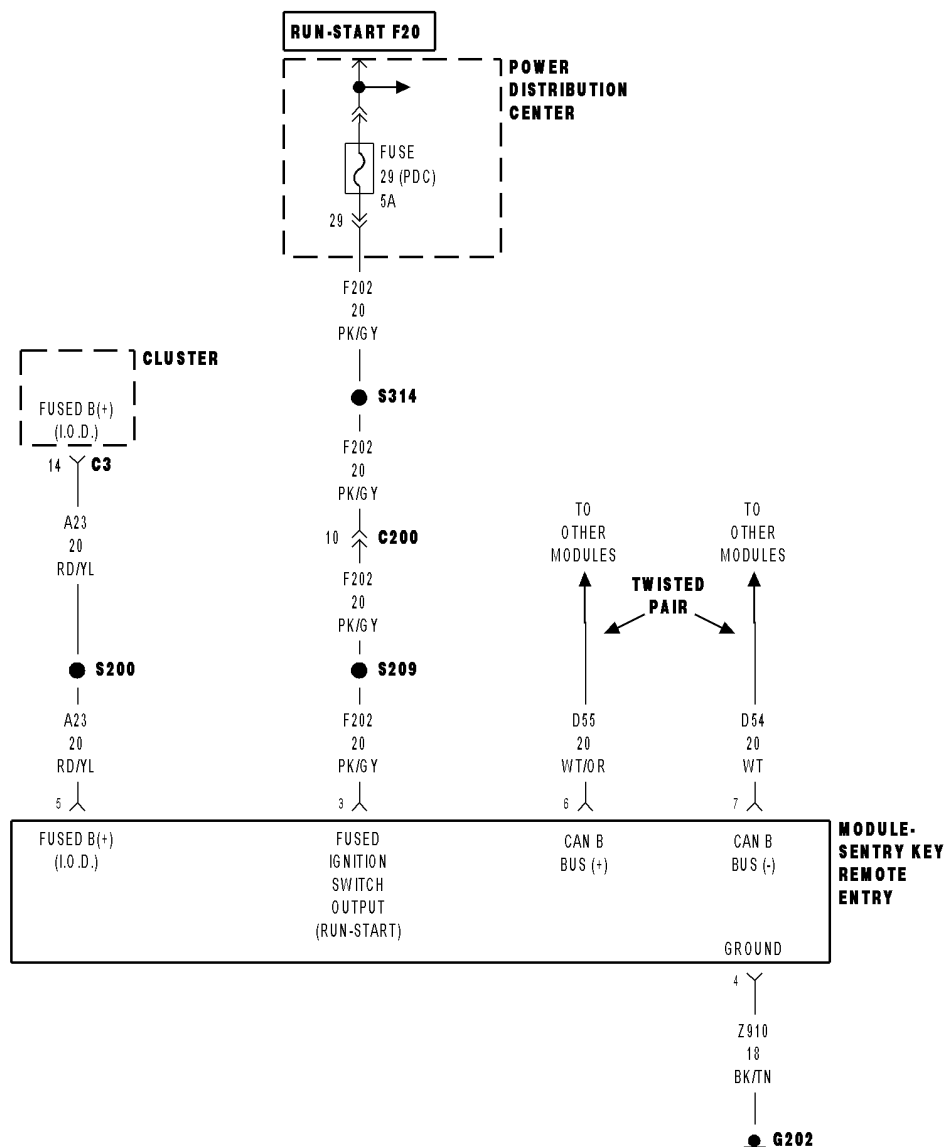 RUN-START F20
POWER
DISTRIBUTION
CENTER
FUSE
29 (PDC)
5A
29
F202
20
PK/GY
CLUSTER
FUSED B(+)
(I.O.D.)
14
C3
S314
F202
20
PK/GY
A23
20
RD/YL
10
C200
TO
OTHER
MODULES
TO
OTHER
MODULES
F202
20
PK/GY
TWISTED
PAIR
S200
S209
A23
20
RD/YL
F202
20
PK/GY
D55
20
WT/OR
D54
20
WT
5
3
6
7
FUSED B(+)
(I.O.D.)
FUSED
IGNITION
SWITCH
OUTPUT
(RUN-START)
CAN B
BUS (+)
CAN B
BUS (-)
MODULE-
SENTRY KEY
REMOTE
ENTRY
GROUND
4
Z910
18
BK/TN
G202